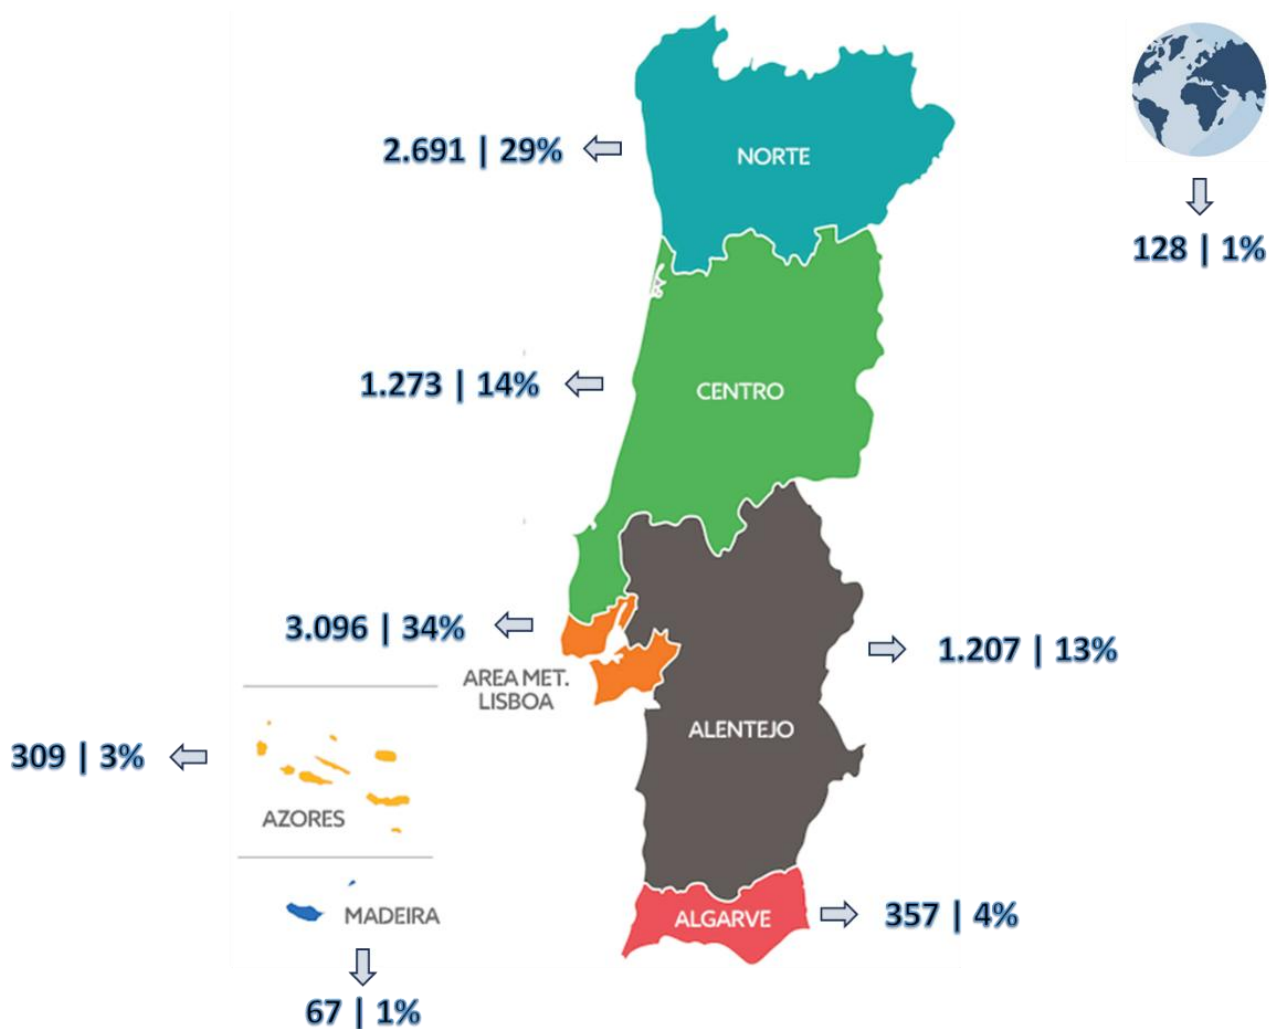 2.691 | 29%
NORTE
128 | 1%
1.273 | 14%
CENTRO
3.096 | 34%
AREA MET.
LISBOA
1.207 | 13%
ALENTEJO
309 | 3%
AZORES
MADEIRA
67 | 1%
ALGARVE
357 | 4%